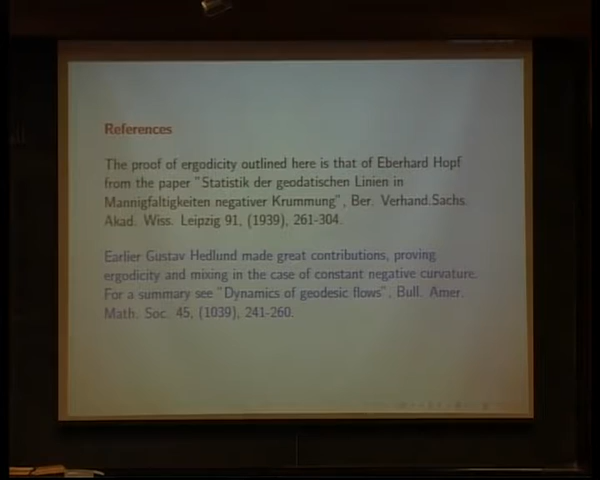 References
The proof of ergodicity outlined here is that of Eberhard Hopf
from the paper "Statistik der geodatischen Linien in
Mannigfaltigkeiten negativer Krummung", Ber. Verhand.Sachs.
Akad. Wiss. Leipzig 91, (1939), 261-304.
Earlier Gustav Hedlund made great contributions, proving
ergodicity and mixing in the case of constant negative curvature.
For a summary see "Dynamics of geodesic flows", Bull. Amer.
Math. Soc. 45, (1039), 241-260.